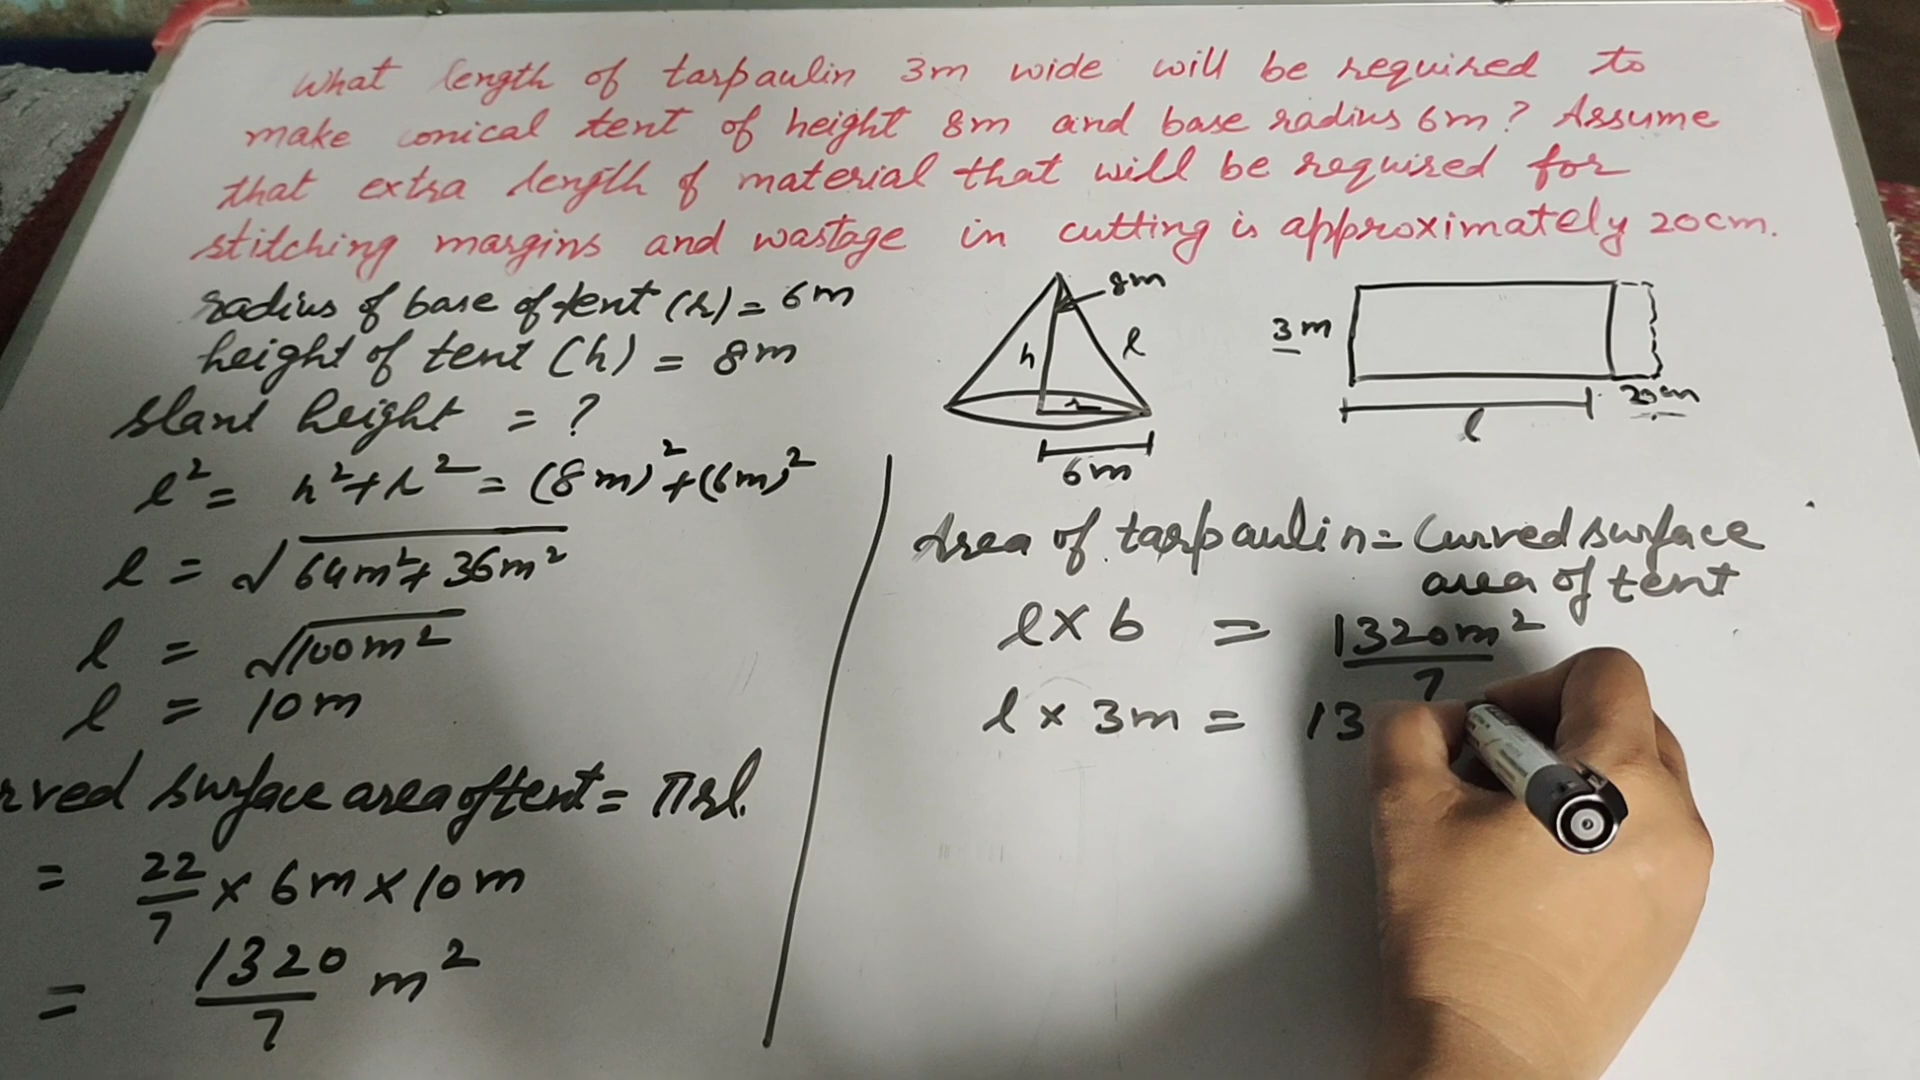 What length of tarpaulin 3m wide will be required to
make conical tent of height 8m and base radius 6m? Assume
that extra length of material that will be required for
stitching margins and wastage in cutting is approximately 20cm.
radius of base of tent (r) = 6m
height of tent (h) = 8m
slant height = ?
l² = h² + r² = (8m)² + (6m)²
l = √64m² + 36m²
l = √100m²
l = 10m
rved surface area of tent = πrl.
= 22/7 × 6m × 10m
= 1320/7 m²
8m
h
l
r
6m
3m
l
20cm
Area of tarpaulin = Curved surface
area of tent
l × b = 1320m²/7
l × 3m = 13